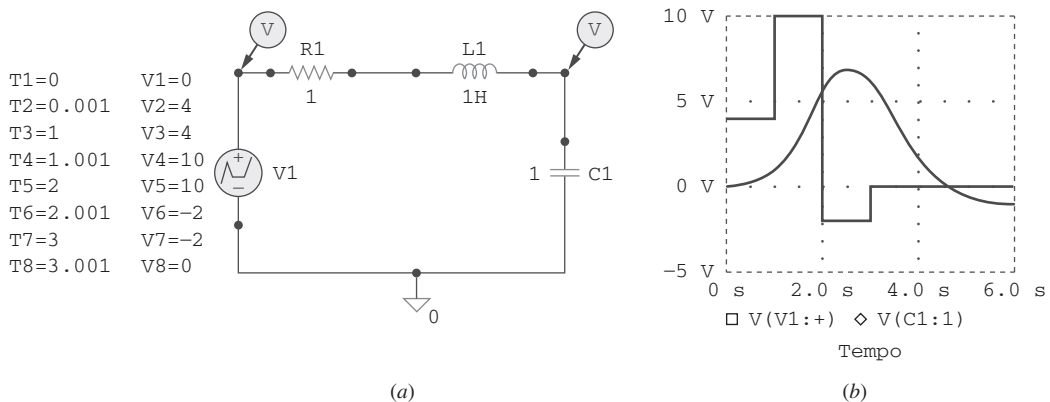 V
V
R1
L1
1
1H
T1=0 V1=0
T2=0.001 V2=4
T3=1 V3=4
T4=1.001 V4=10
T5=2 V5=10
T6=2.001 V6=−2
T7=3 V7=−2
T8=3.001 V8=0
+
−
V1
1
C1
0
(a)
10 V
5 V
0 V
−5 V
0 s 2.0 s 4.0 s 6.0 s
V(V1:+) V(C1:1)
Tempo
(b)